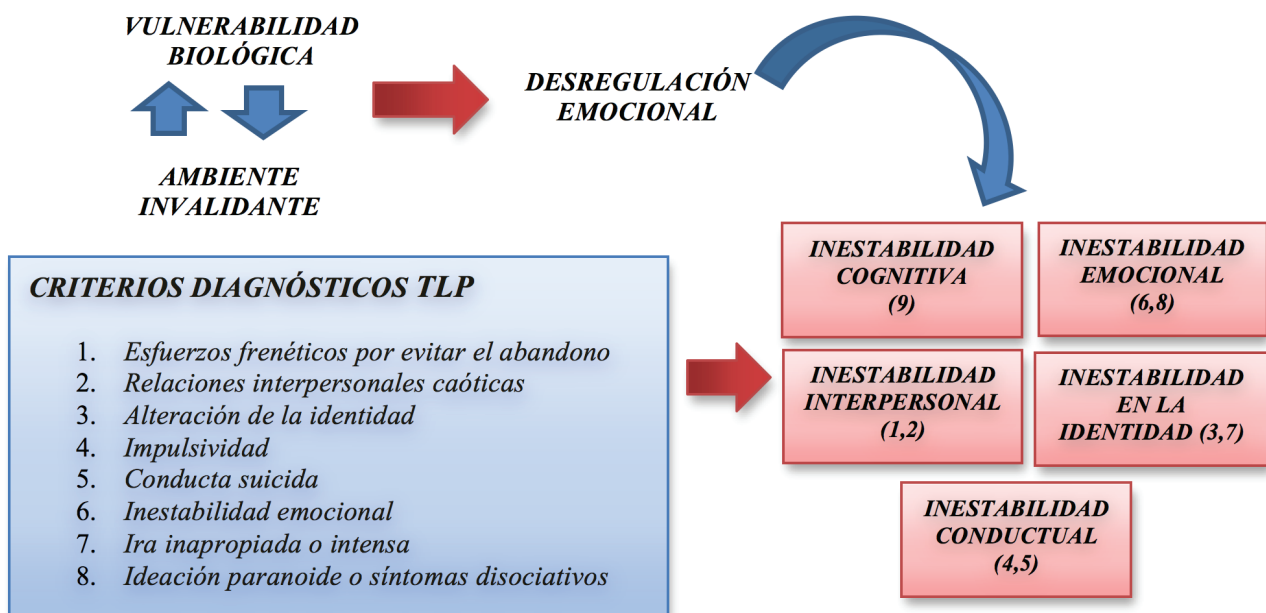 VULNERABILIDAD
BIOLÓGICA
AMBIENTE
INVALIDANTE
DESREGULACIÓN
EMOCIONAL
CRITERIOS DIAGNÓSTICOS TLP
1. Esfuerzos frenéticos por evitar el abandono
2. Relaciones interpersonales caóticas
3. Alteración de la identidad
4. Impulsividad
5. Conducta suicida
6. Inestabilidad emocional
7. Ira inapropiada o intensa
8. Ideación paranoide o síntomas disociativos
INESTABILIDAD
COGNITIVA
(9)
INESTABILIDAD
EMOCIONAL
(6,8)
INESTABILIDAD
INTERPERSONAL
(1,2)
INESTABILIDAD
EN LA
IDENTIDAD (3,7)
INESTABILIDAD
CONDUCTUAL
(4,5)